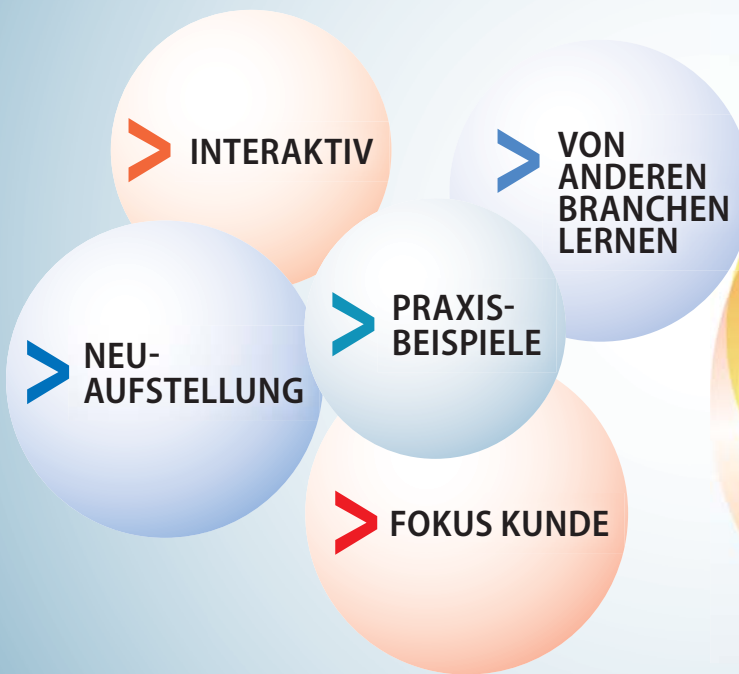 > INTERAKTIV
> VON
ANDEREN
BRANCHEN
LERNEN
> PRAXIS-
BEISPIELE
> NEU-
AUFSTELLUNG
> FOKUS KUNDE